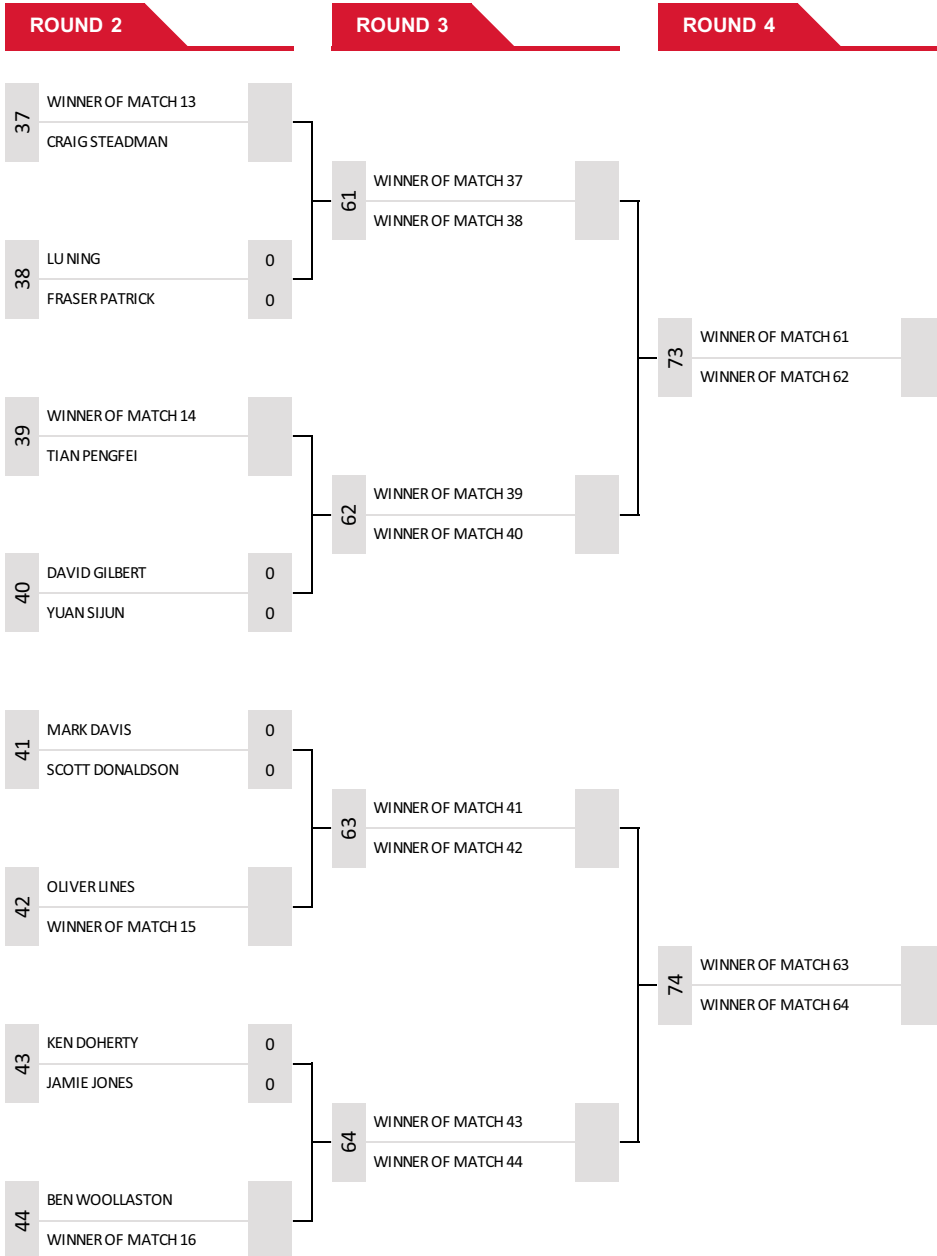 ROUND 2
ROUND 3
ROUND 4
37
WINNER OF MATCH 13
CRAIG STEADMAN
38
LU NING 0
FRASER PATRICK 0
39
WINNER OF MATCH 14
TIAN PENGFEI
40
DAVID GILBERT 0
YUAN SIJUN 0
41
MARK DAVIS 0
SCOTT DONALDSON 0
42
OLIVER LINES
WINNER OF MATCH 15
43
KEN DOHERTY 0
JAMIE JONES 0
44
BEN WOOLLASTON
WINNER OF MATCH 16
61
WINNER OF MATCH 37
WINNER OF MATCH 38
62
WINNER OF MATCH 39
WINNER OF MATCH 40
63
WINNER OF MATCH 41
WINNER OF MATCH 42
64
WINNER OF MATCH 43
WINNER OF MATCH 44
73
WINNER OF MATCH 61
WINNER OF MATCH 62
74
WINNER OF MATCH 63
WINNER OF MATCH 64